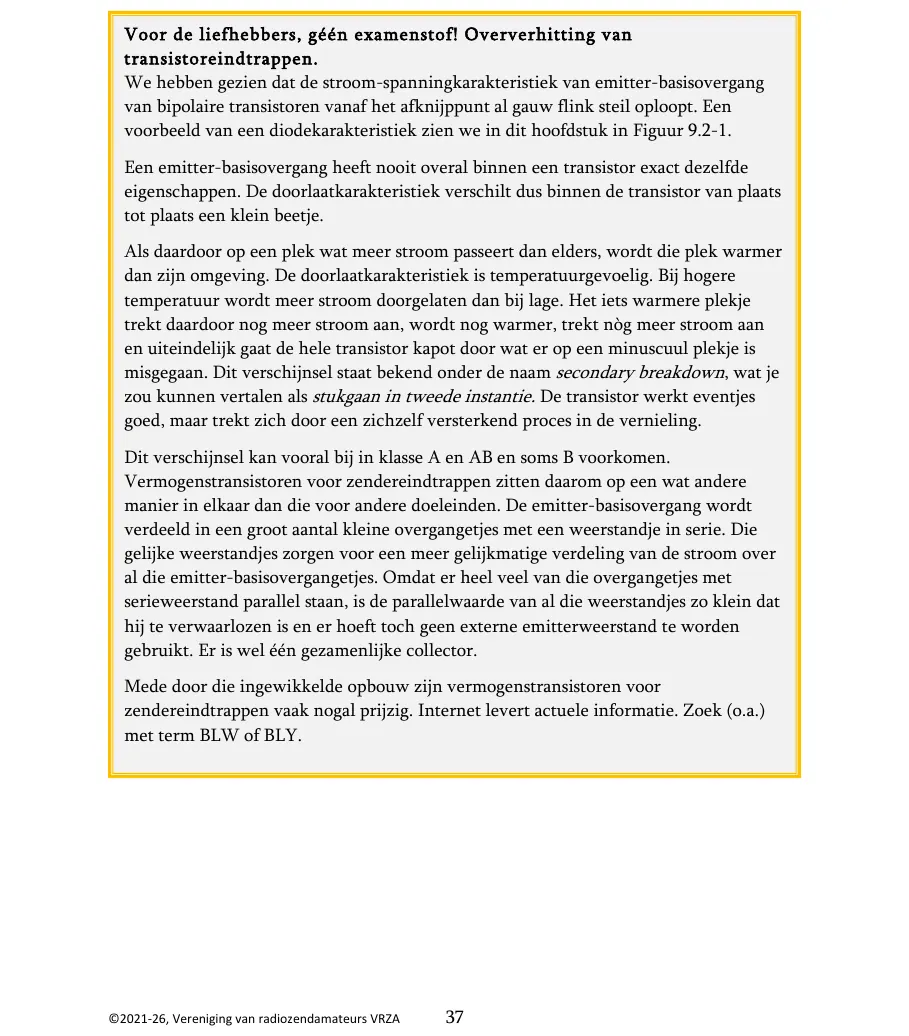 Voor de liefhebbers, géén examenstof! Oververhitting van
transistoreindtrappen.
We hebben gezien dat de stroom-spanningkarakteristiek van emitter-basisovergang
van bipolaire transistoren vanaf het afknijppunt al gauw flink steil oploopt. Een
voorbeeld van een diodekarakteristiek zien we in dit hoofdstuk in Figuur 9.2-1.
Een emitter-basisovergang heeft nooit overal binnen een transistor exact dezelfde
eigenschappen. De doorlaatkarakteristiek verschilt dus binnen de transistor van plaats
tot plaats een klein beetje.
Als daardoor op een plek wat meer stroom passeert dan elders, wordt die plek warmer
dan zijn omgeving. De doorlaatkarakteristiek is temperatuurgevoelig. Bij hogere
temperatuur wordt meer stroom doorgelaten dan bij lage. Het iets warmere plekje
trekt daardoor nog meer stroom aan, wordt nog warmer, trekt nòg meer stroom aan
en uiteindelijk gaat de hele transistor kapot door wat er op een minuscuul plekje is
misgegaan. Dit verschijnsel staat bekend onder de naam secondary breakdown, wat je
zou kunnen vertalen als stukgaan in tweede instantie. De transistor werkt eventjes
goed, maar trekt zich door een zichzelf versterkend proces in de vernieling.
Dit verschijnsel kan vooral bij in klasse A en AB en soms B voorkomen.
Vermogenstransistoren voor zendereindtrappen zitten daarom op een wat andere
manier in elkaar dan die voor andere doeleinden. De emitter-basisovergang wordt
verdeeld in een groot aantal kleine overgangetjes met een weerstandje in serie. Die
gelijke weerstandjes zorgen voor een meer gelijkmatige verdeling van de stroom over
al die emitter-basisovergangetjes. Omdat er heel veel van die overgangetjes met
serieweerstand parallel staan, is de parallelwaarde van al die weerstandjes zo klein dat
hij te verwaarlozen is en er hoeft toch geen externe emitterweerstand te worden
gebruikt. Er is wel één gezamenlijke collector.
Mede door die ingewikkelde opbouw zijn vermogenstransistoren voor
zendereindtrappen vaak nogal prijzig. Internet levert actuele informatie. Zoek (o.a.)
met term BLW of BLY.
©2021-26, Vereniging van radiozendamateurs VRZA 37